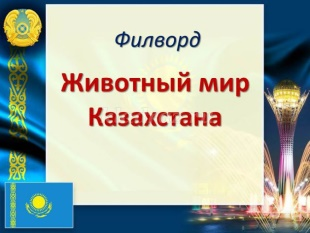 Филворд
Животный мир
Казахстана